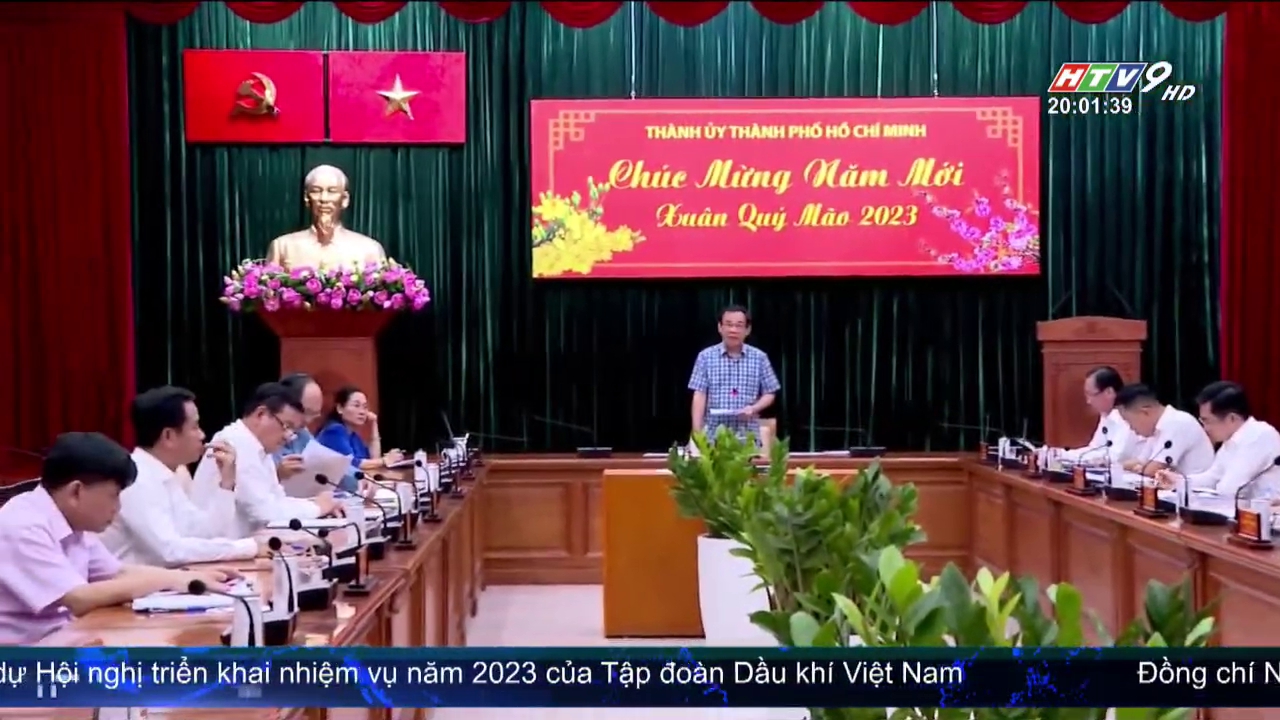 HTV9 HD
20:01:39
THÀNH ỦY THÀNH PHỐ HỒ CHÍ MINH
Chúc Mừng Năm Mới
Xuân Quý Mão 2023
dự Hội nghị triển khai nhiệm vụ năm 2023 của Tập đoàn Dầu khí Việt Nam Đồng chí N